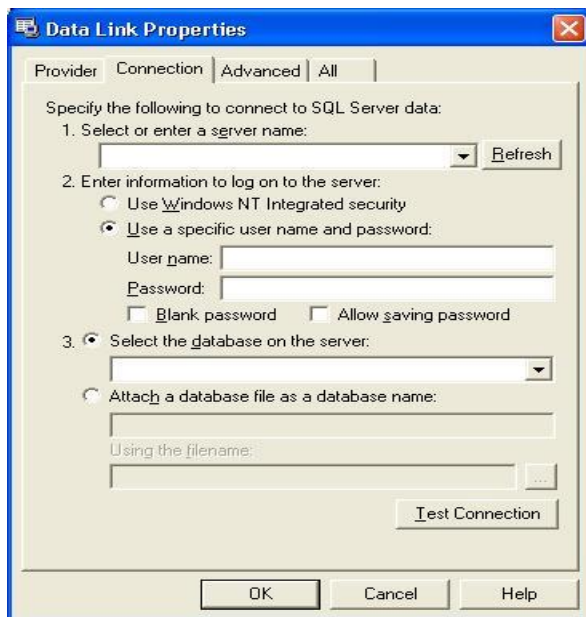 Data Link Properties
Provider Connection Advanced All
Specify the following to connect to SQL Server data:
1. Select or enter a server name:
Refresh
2. Enter information to log on to the server:
Use Windows NT Integrated security
Use a specific user name and password:
User name:
Password:
Blank password Allow saving password
3. Select the database on the server:
Attach a database file as a database name:
Using the filename:
...
Test Connection
OK Cancel Help